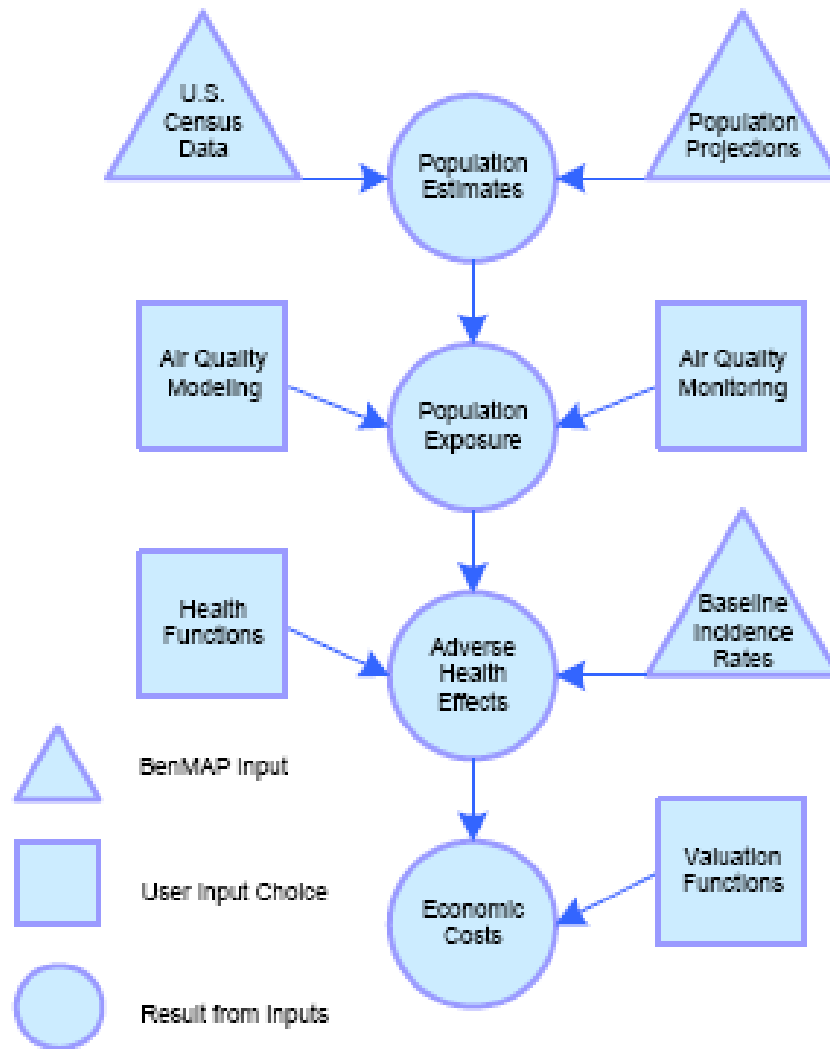 U.S.
Census
Data
Population
Estimates
Population
Projections
Air Quality
Modeling
Population
Exposure
Air Quality
Monitoring
Health
Functions
Adverse
Health
Effects
Baseline
Incidence
Rates
BenMAP Input
User Input Choice
Economic
Costs
Valuation
Functions
Result from Inputs